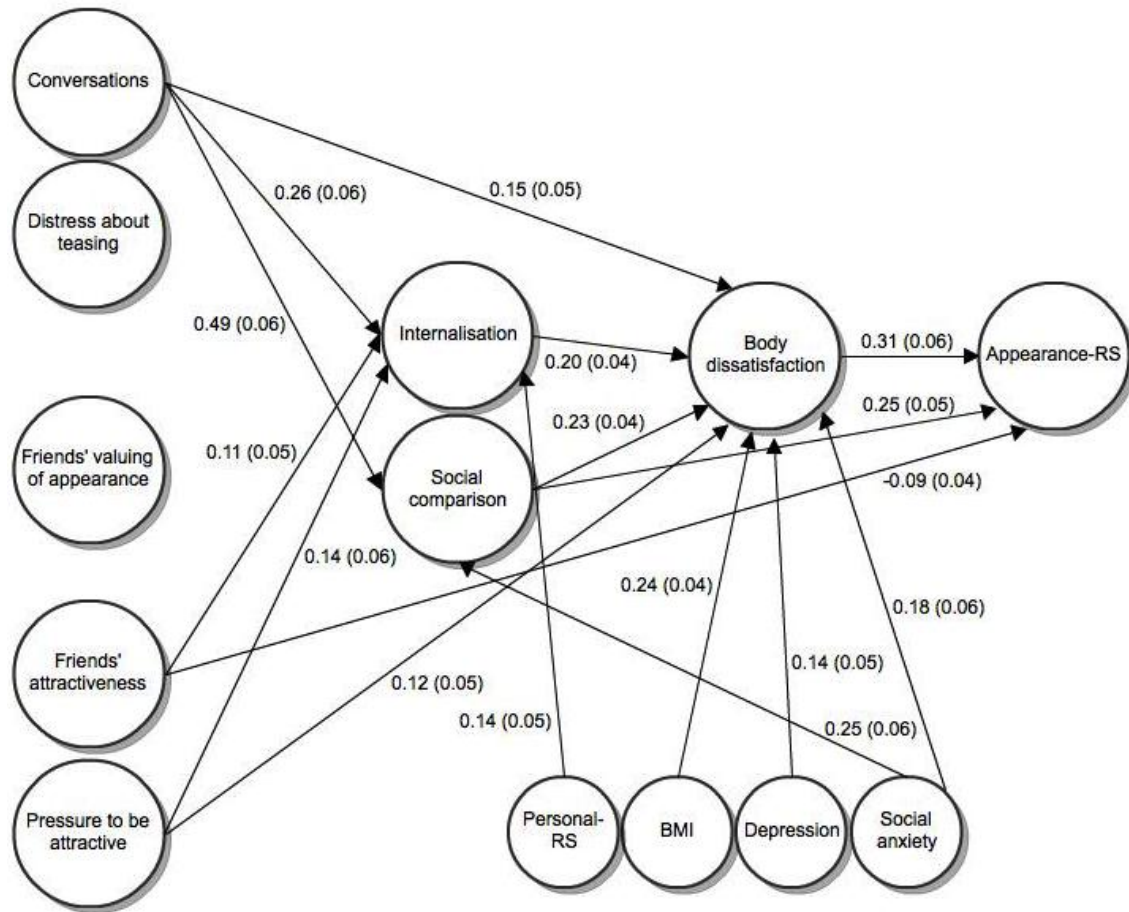 Conversations
Distress about
teasing
Friends' valuing
of appearance
Friends'
attractiveness
Pressure to be
attractive
0.26 (0.06)
0.15 (0.05)
0.49 (0.06)
0.11 (0.05)
0.14 (0.06)
Internalisation
Social
comparison
0.20 (0.04)
0.23 (0.04)
Body
dissatisfaction
0.31 (0.06)
Appearance-RS
0.25 (0.05)
-0.09 (0.04)
0.24 (0.04)
0.18 (0.06)
0.12 (0.05)
0.14 (0.05)
0.14 (0.05)
0.25 (0.06)
Personal-
RS
BMI
Depression
Social
anxiety